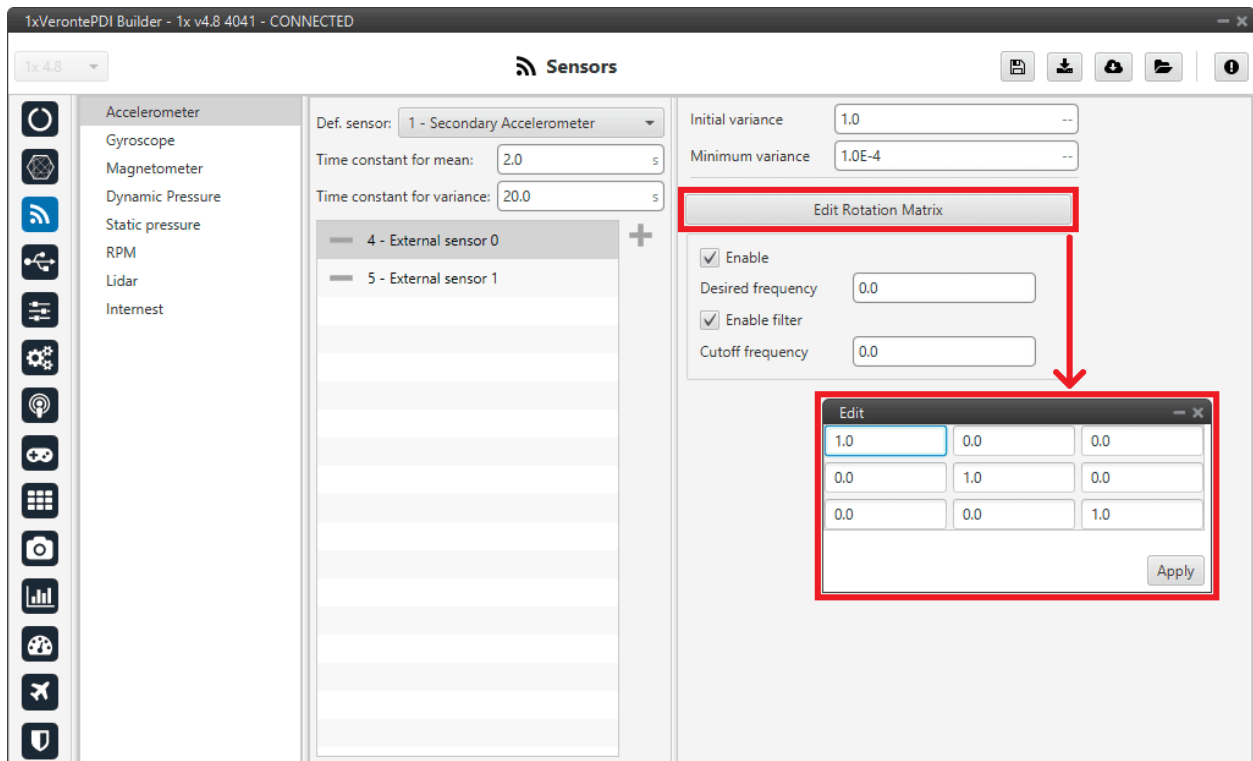 1xVerontePDI Builder - 1x v4.8 4041 - CONNECTED
1x 4.8
Sensors
Accelerometer
Gyroscope
Magnetometer
Dynamic Pressure
Static pressure
RPM
Lidar
Internest
Def. sensor: 1 - Secondary Accelerometer
Time constant for mean: 2.0 s
Time constant for variance: 20.0 s
4 - External sensor 0
5 - External sensor 1
Initial variance 1.0 --
Minimum variance 1.0E-4 --
Edit Rotation Matrix
Enable
Desired frequency 0.0
Enable filter
Cutoff frequency 0.0
Edit
1.0 0.0 0.0
0.0 1.0 0.0
0.0 0.0 1.0
Apply